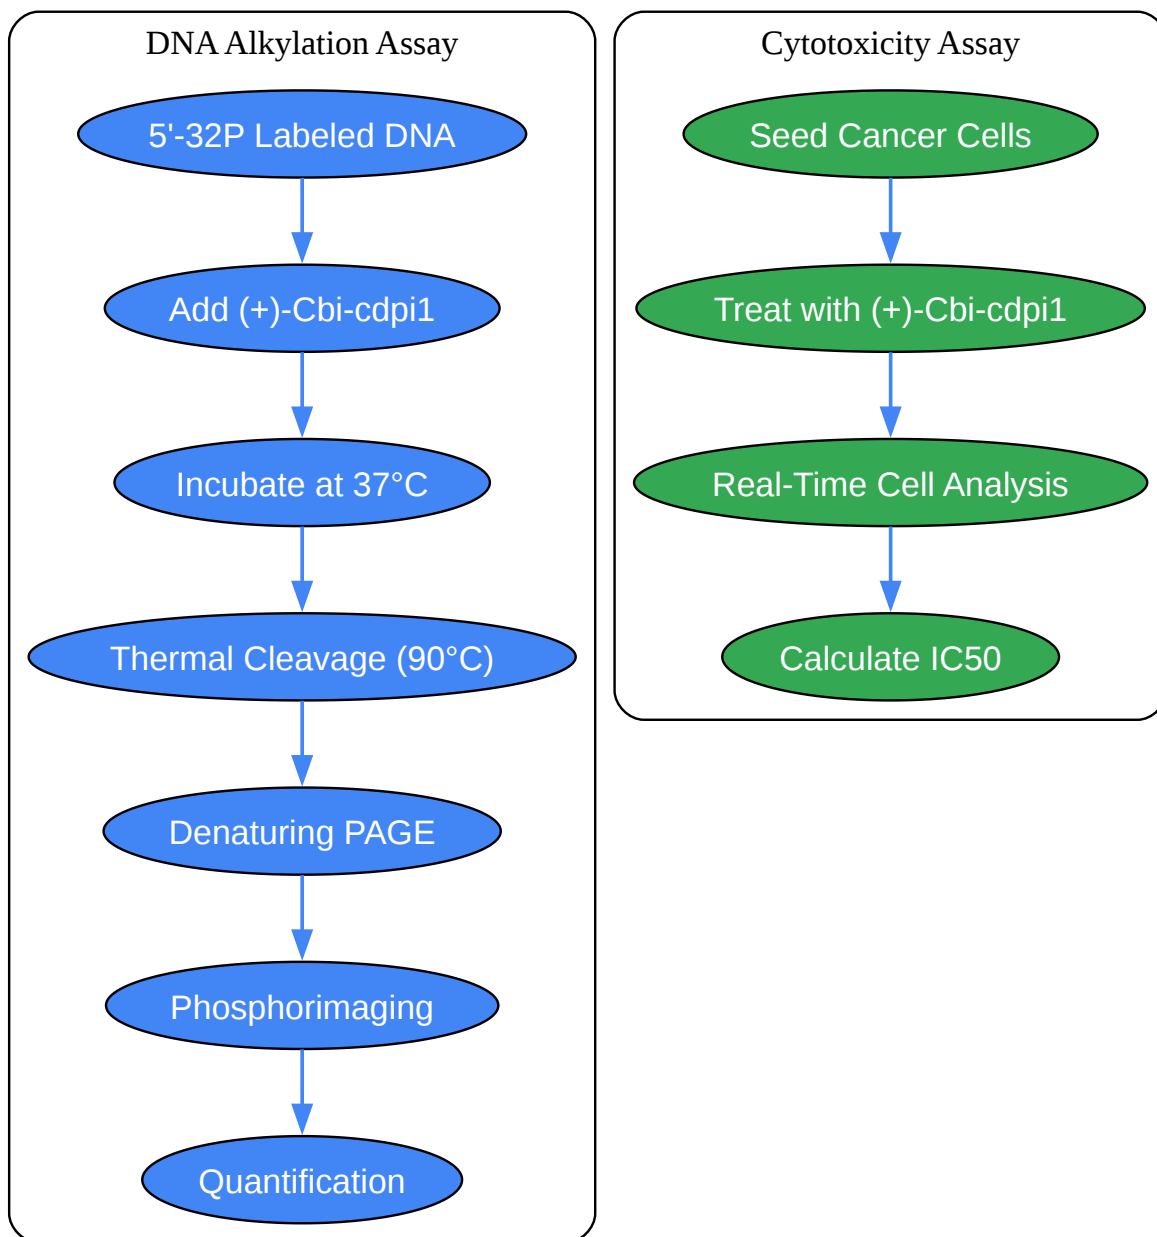 DNA Alkylation Assay
5'-32P Labeled DNA
Add (+)-Cbi-cdpi1
Incubate at 37°C
Thermal Cleavage (90°C)
Denaturing PAGE
Phosphorimaging
Quantification
Cytotoxicity Assay
Seed Cancer Cells
Treat with (+)-Cbi-cdpi1
Real-Time Cell Analysis
Calculate IC50